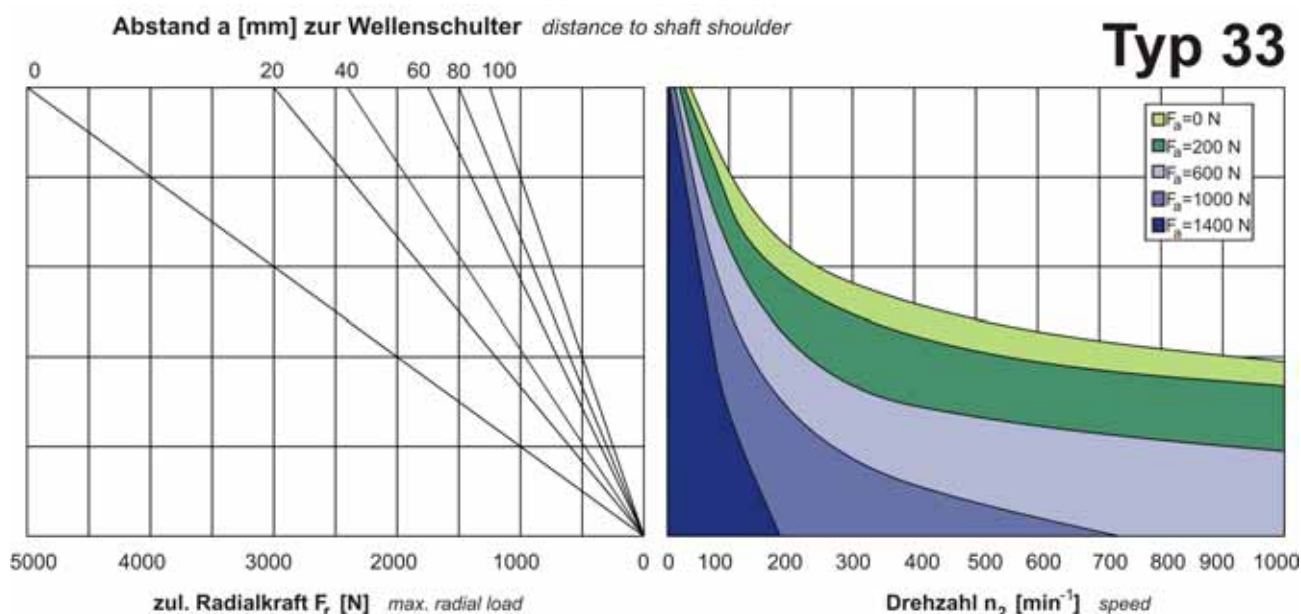 Abstand a [mm] zur Wellenschulter distance to shaft shoulder
Typ 33
0 20 40 60 80 100
Fa=0 N
Fa=200 N
Fa=600 N
Fa=1000 N
Fa=1400 N
5000 4000 3000 2000 1000 0
0 100 200 300 400 500 600 700 800 900 1000
zul. Radialkraft Fr [N] max. radial load
Drehzahl n2 [min-1] speed